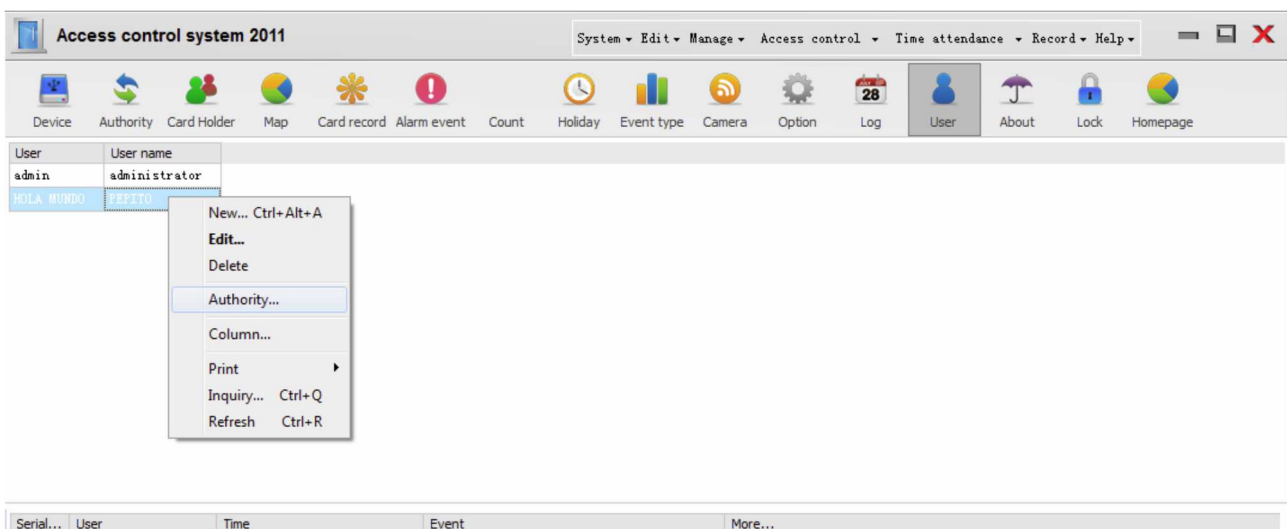 Access control system 2011
System Edit Manage Access control Time attendance Record Help
Device Authority Card Holder Map Card record Alarm event Count Holiday Event type Camera Option Log User About Lock Homepage
28
User User name
admin administrator
HOLA MUNDO PEPITO
New... Ctrl+Alt+A
Edit...
Delete
Authority...
Column...
Print
Inquiry... Ctrl+Q
Refresh Ctrl+R
Serial... User Time Event More...